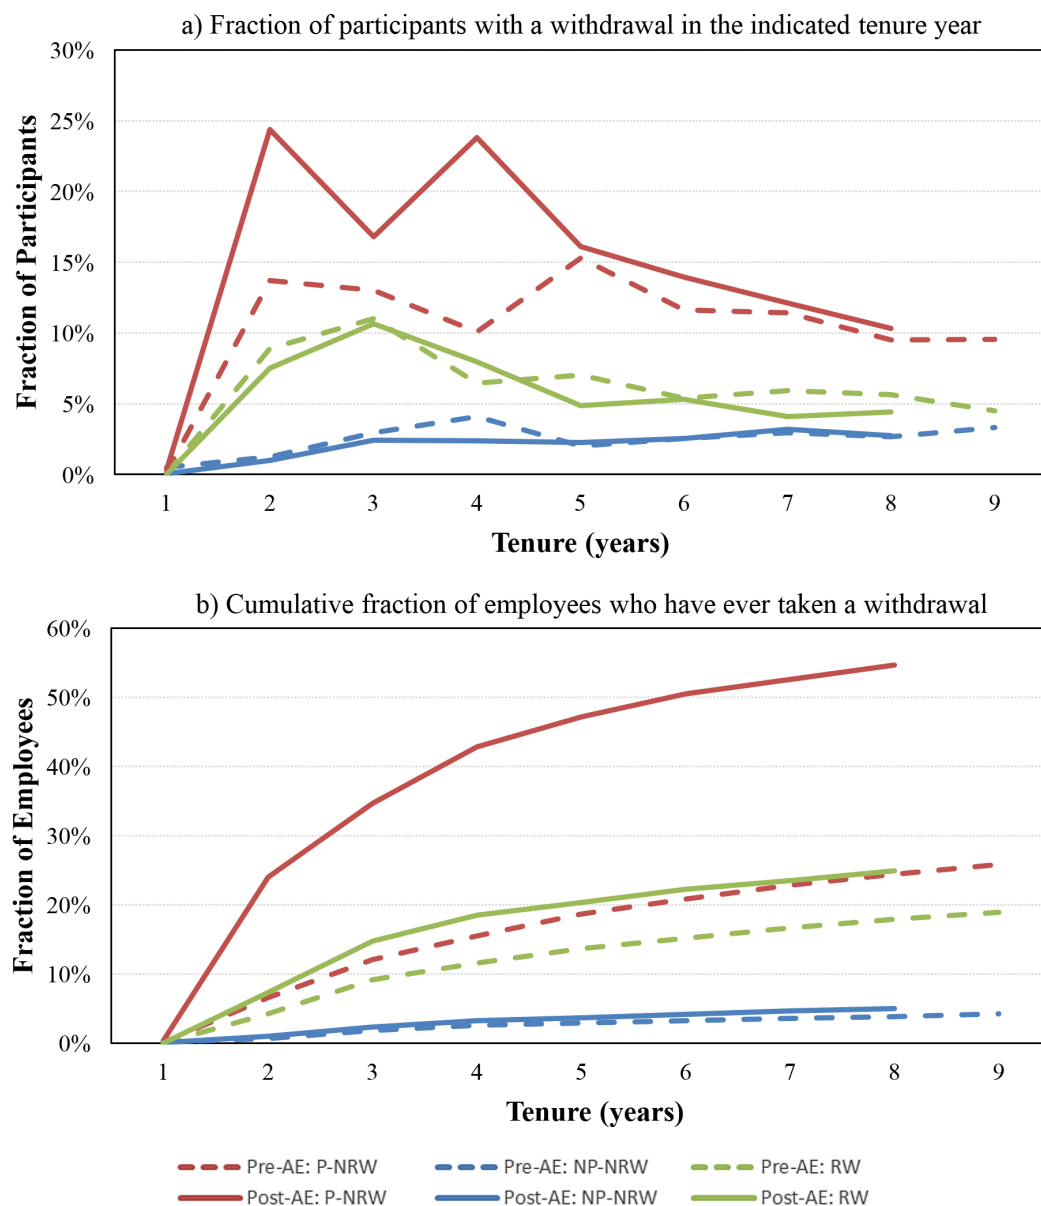 a) Fraction of participants with a withdrawal in the indicated tenure year
30%
25%
20%
15%
10%
5%
0%
Fraction of Participants
1 2 3 4 5 6 7 8 9
Tenure (years)
b) Cumulative fraction of employees who have ever taken a withdrawal
60%
50%
40%
30%
20%
10%
0%
Fraction of Employees
1 2 3 4 5 6 7 8 9
Tenure (years)
Pre-AE: P-NRW Pre-AE: NP-NRW Pre-AE: RW
Post-AE: P-NRW Post-AE: NP-NRW Post-AE: RW